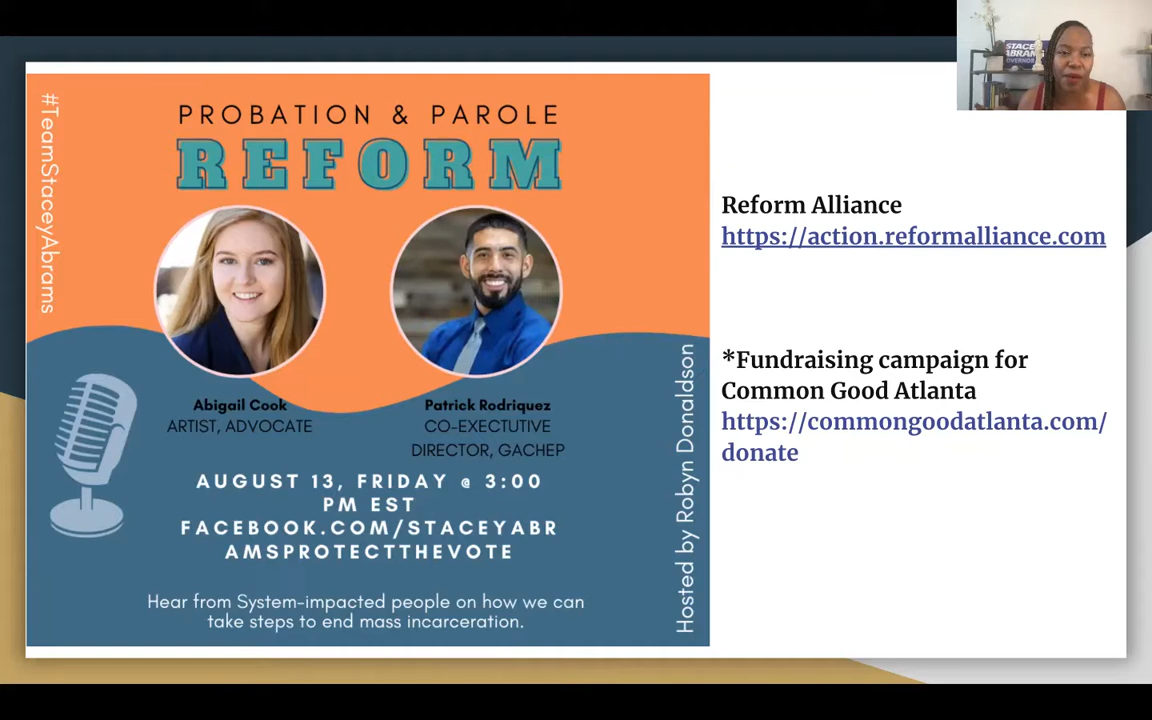 #TeamStaceyAbrams
PROBATION & PAROLE
REFORM
Abigail Cook
ARTIST, ADVOCATE
Patrick Rodriquez
CO-EXECTUTIVE
DIRECTOR, GACHEP
AUGUST 13, FRIDAY @ 3:00
PM EST
FACEBOOK.COM/STACEYABR
AMSPROTECTTHEVOTE
Hear from System-impacted people on how we can
take steps to end mass incarceration.
Hosted by Robyn Donaldson
Reform Alliance
https://action.reformalliance.com
*Fundraising campaign for
Common Good Atlanta
https://commongoodatlanta.com/
donate
STACE
ABRAM
GOVERNOR